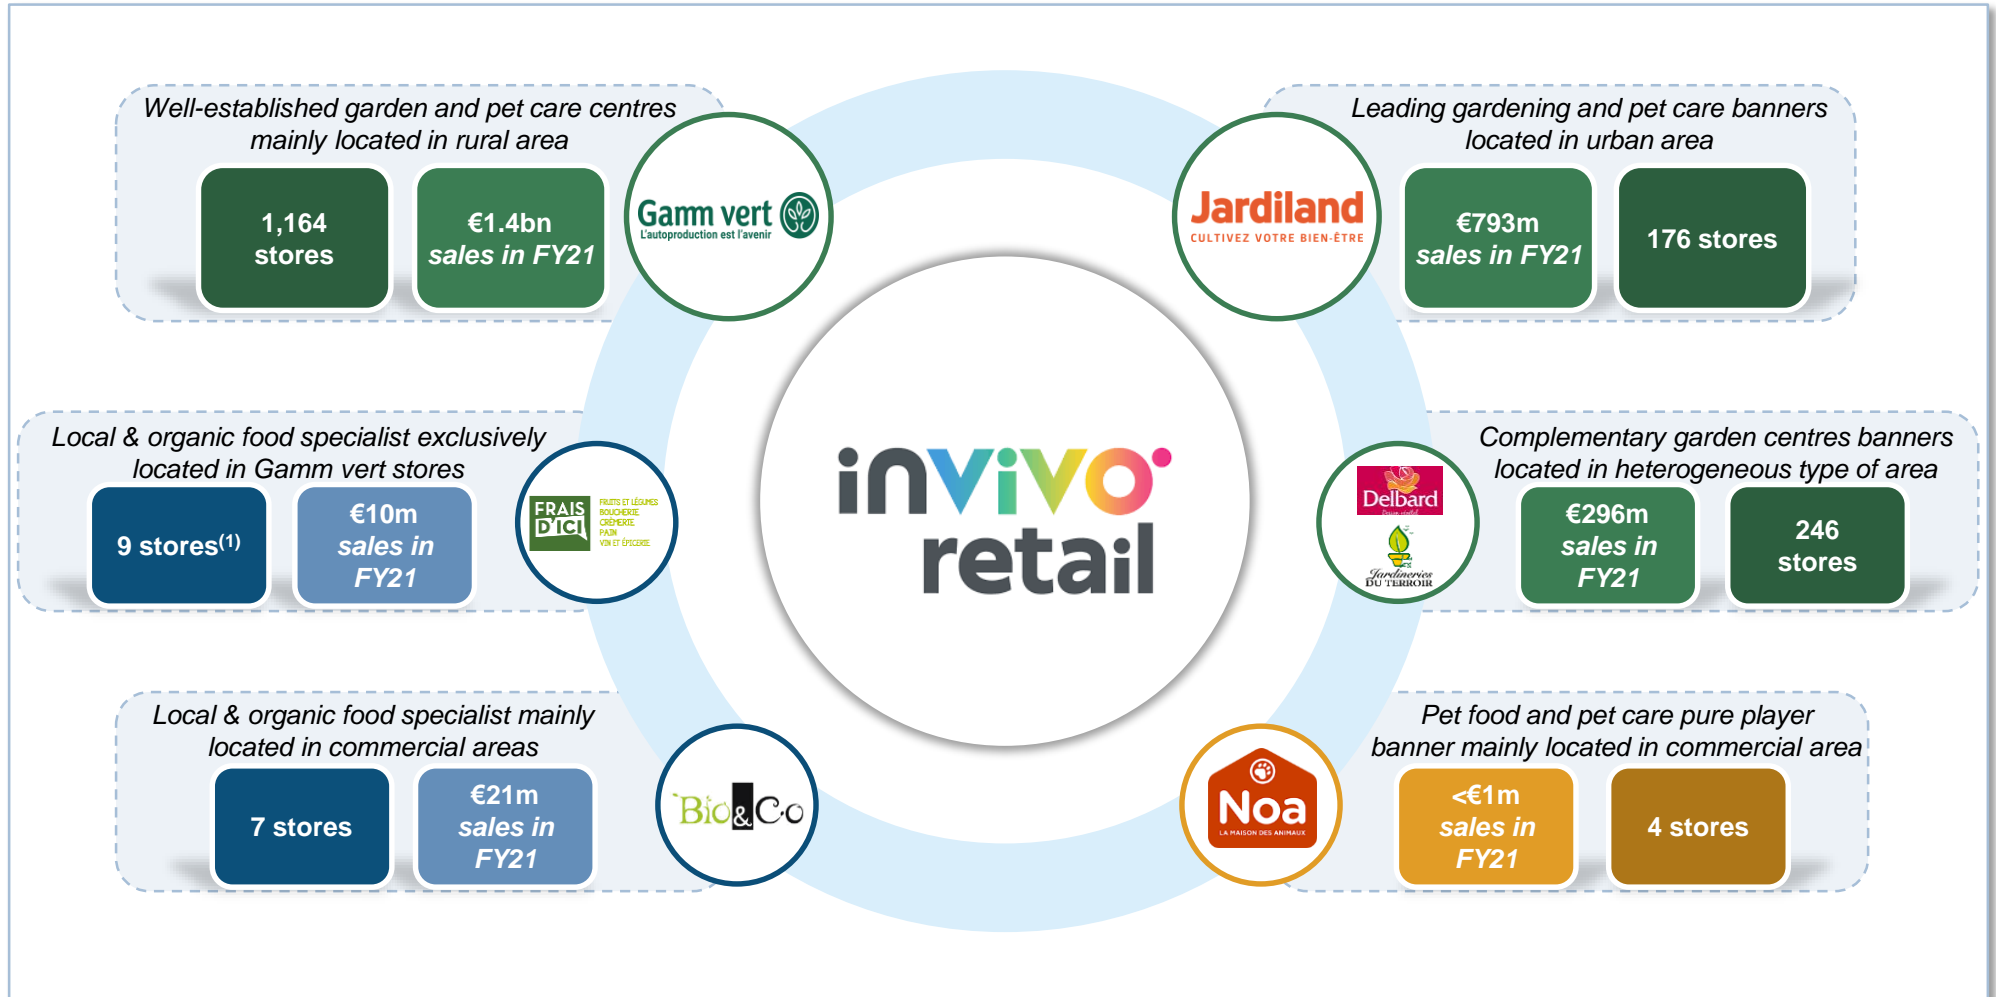 Well-established garden and pet care centres
mainly located in rural area
1,164
stores
€1.4bn
sales in FY21
Gamm vert
L'autoproduction est l'avenir
Leading gardening and pet care banners
located in urban area
Jardiland
CULTIVEZ VOTRE BIEN-ÊTRE
€793m
sales in FY21
176 stores
invivo
retail
Local & organic food specialist exclusively
located in Gamm vert stores
9 stores(1)
€10m
sales in
FY21
FRAIS
D'ICI
FRUITS ET LÉGUMES
BOUCHERIE
CRÈMERIE
PAIN
VIN ET ÉPICERIE
Complementary garden centres banners
located in heterogeneous type of area
Delbard
Jardineries
DU TERROIR
€296m
sales in
FY21
246
stores
Local & organic food specialist mainly
located in commercial areas
7 stores
€21m
sales in
FY21
Bio&Co
Pet food and pet care pure player
banner mainly located in commercial area
Noa
LA MAISON DES ANIMAUX
<€1m
sales in
FY21
4 stores